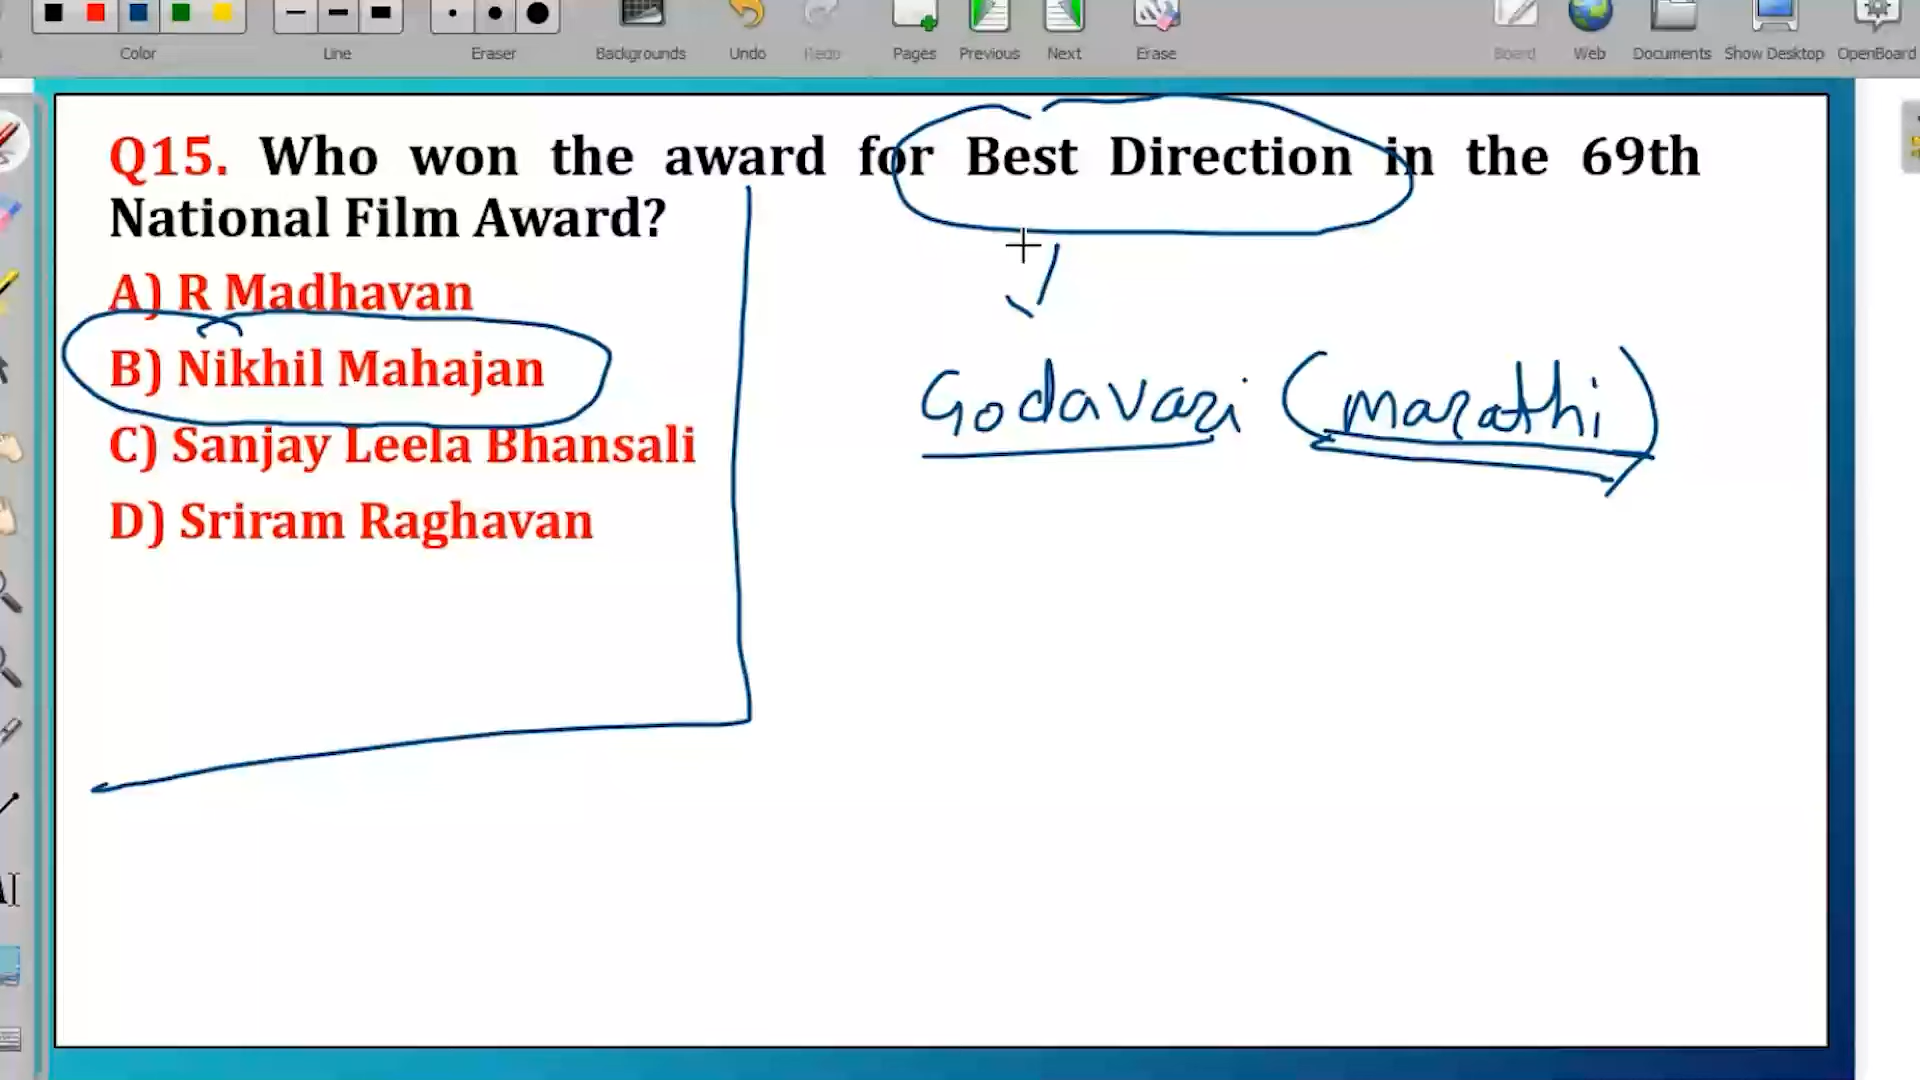 Color Line Eraser Backgrounds Undo Redo Pages Previous Next Erase Board Web Documents Show Desktop OpenBoard
Q15. Who won the award for Best Direction in the 69th
National Film Award?
A) R Madhavan
B) Nikhil Mahajan
C) Sanjay Leela Bhansali
D) Sriram Raghavan
Godavari (marathi)